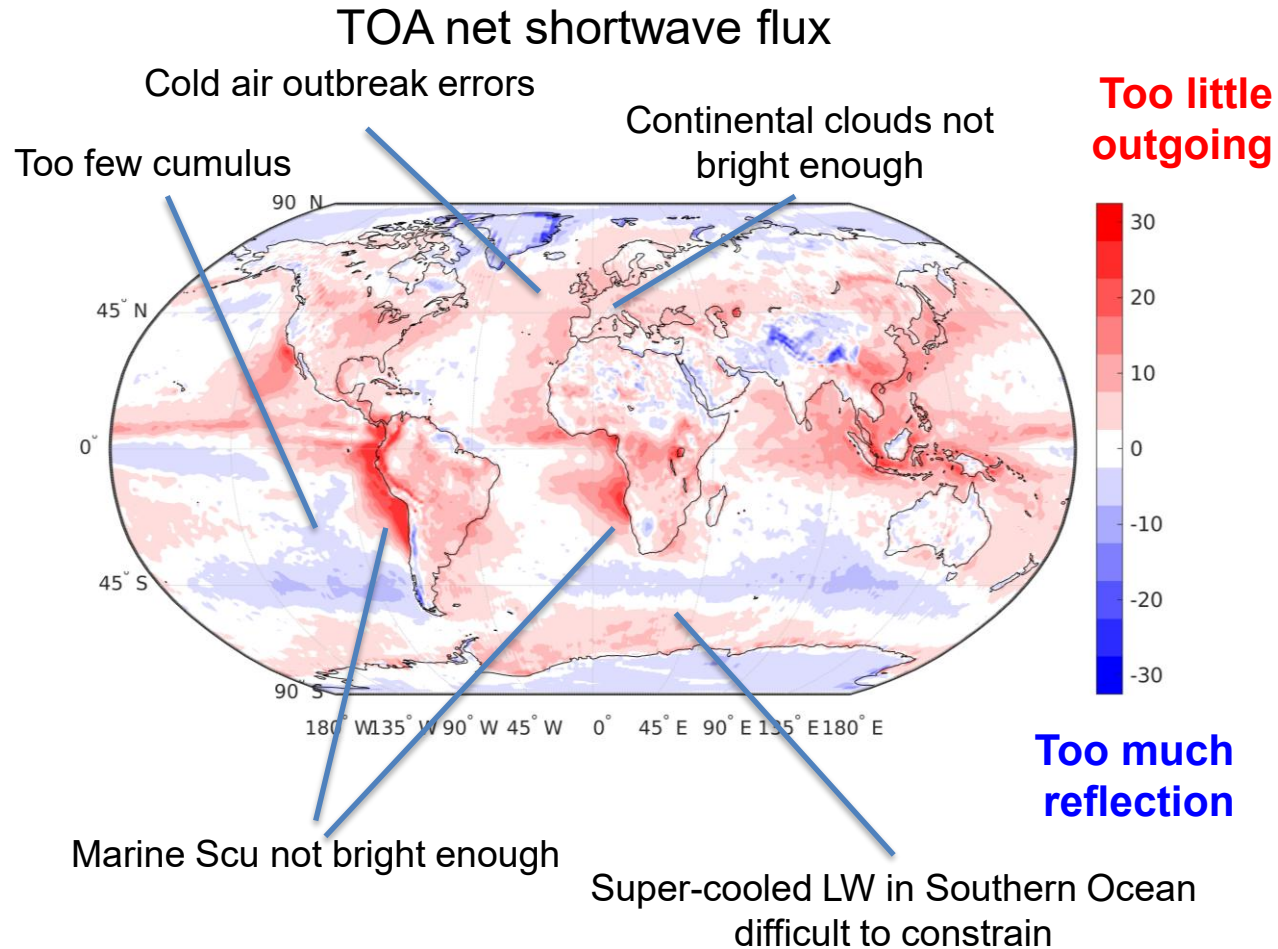 TOA net shortwave flux
Cold air outbreak errors
Too little
outgoing
Continental clouds not
bright enough
Too few cumulus
90° N
45° N
0°
45° S
90° S
180° W 135° W 90° W 45° W 0° 45° E 90° E 135° E 180° E
30
20
10
0
-10
-20
-30
Too much
reflection
Marine Scu not bright enough
Super-cooled LW in Southern Ocean
difficult to constrain